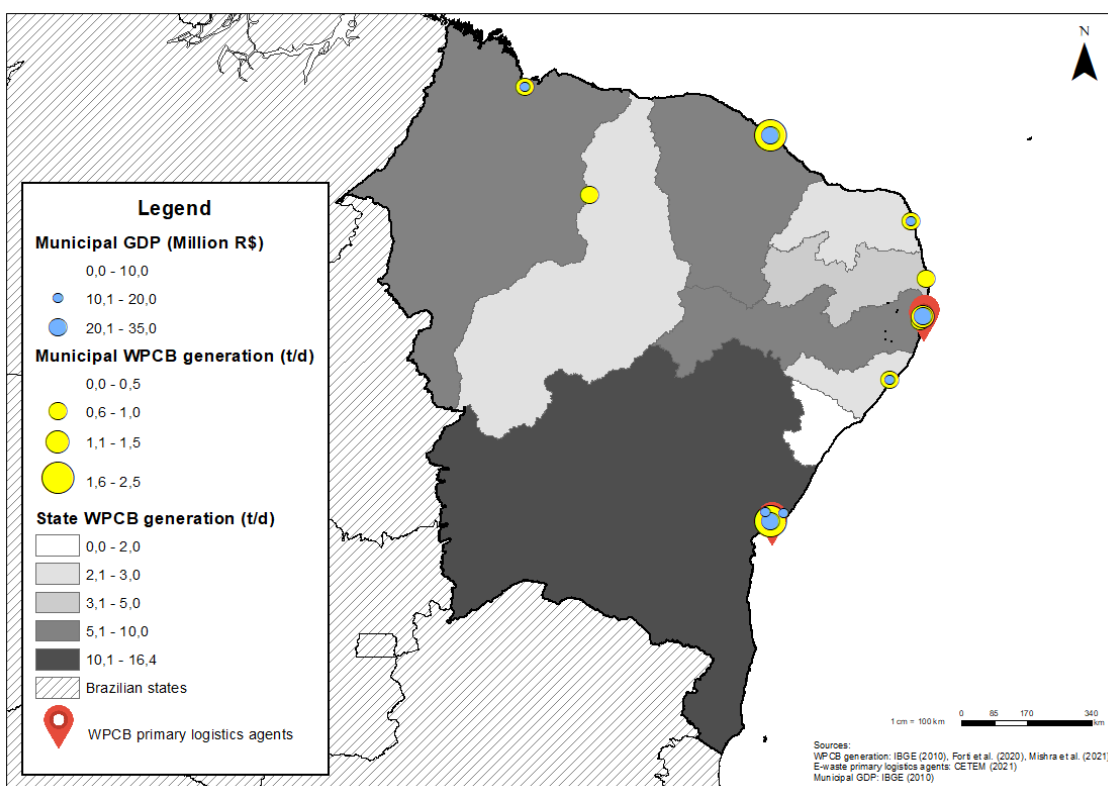 N
Legend
Municipal GDP (Million R$)
0,0 - 10,0
10,1 - 20,0
20,1 - 35,0
Municipal WPCB generation (t/d)
0,0 - 0,5
0,6 - 1,0
1,1 - 1,5
1,6 - 2,5
State WPCB generation (t/d)
0,0 - 2,0
2,1 - 3,0
3,1 - 5,0
5,1 - 10,0
10,1 - 16,4
Brazilian states
WPCB primary logistics agents
1 cm = 100 km
0 85 170 340
km
Sources:
WPCB generation: IBGE (2010), Forti et al. (2020), Mishra et al. (2021)
E-waste primary logistics agents: CETEM (2021)
Municipal GDP: IBGE (2010)